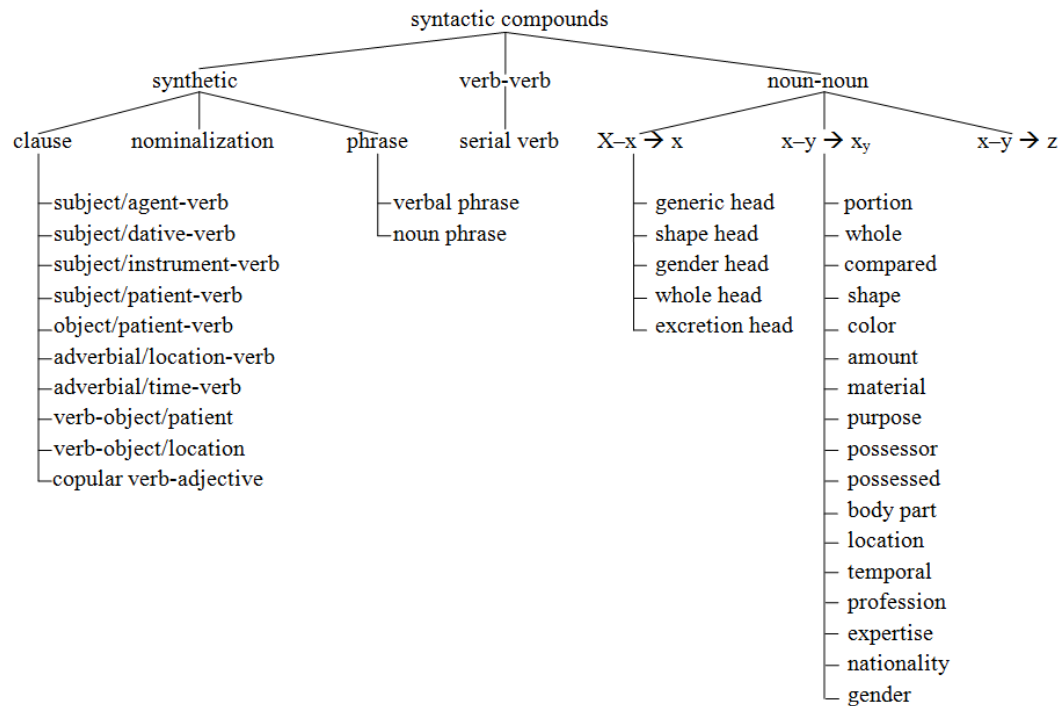 syntactic compounds
synthetic verb-verb noun-noun
clause nominalization phrase serial verb X–x → x x–y → xy x–y → z
subject/agent-verb verbal phrase generic head portion
subject/dative-verb noun phrase shape head whole
subject/instrument-verb gender head compared
subject/patient-verb whole head shape
object/patient-verb excretion head color
adverbial/location-verb amount
adverbial/time-verb material
verb-object/patient purpose
verb-object/location possessor
copular verb-adjective possessed
body part
location
temporal
profession
expertise
nationality
gender